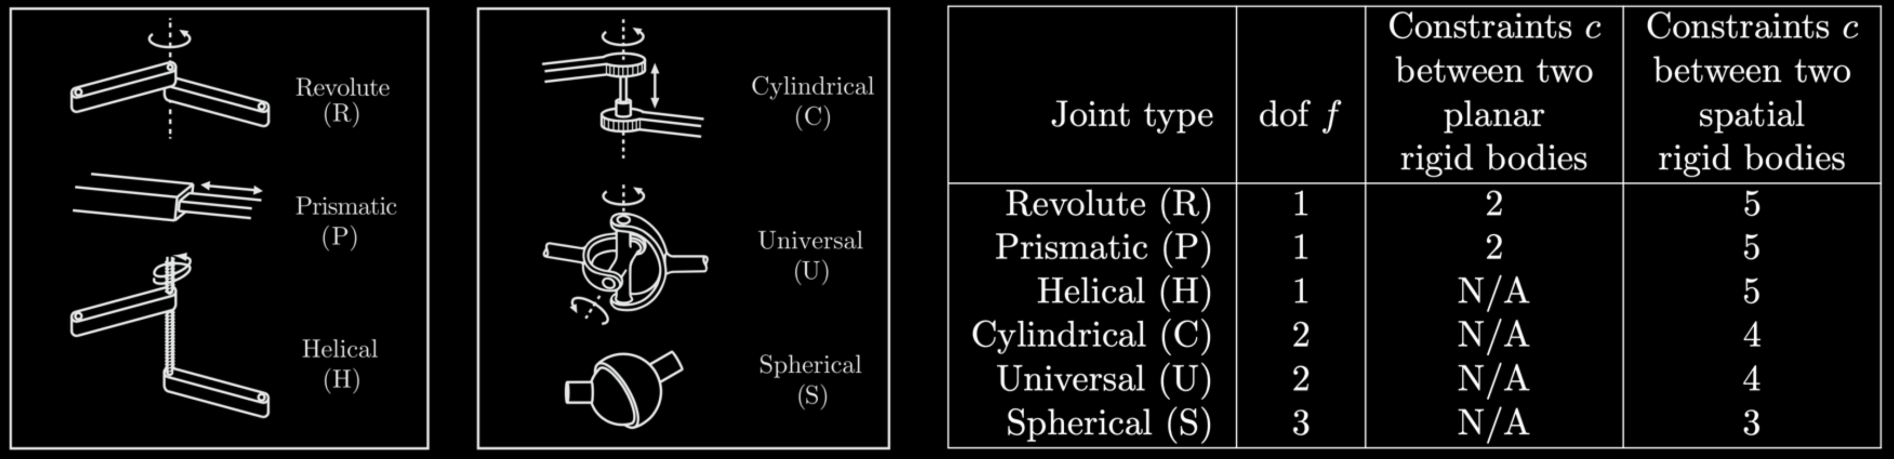 Revolute
(R)
Prismatic
(P)
Helical
(H)
Cylindrical
(C)
Universal
(U)
Spherical
(S)
Joint type
dof f
Constraints c
between two
planar
rigid bodies
Constraints c
between two
spatial
rigid bodies
Revolute (R) 1 2 5
Prismatic (P) 1 2 5
Helical (H) 1 N/A 5
Cylindrical (C) 2 N/A 4
Universal (U) 2 N/A 4
Spherical (S) 3 N/A 3